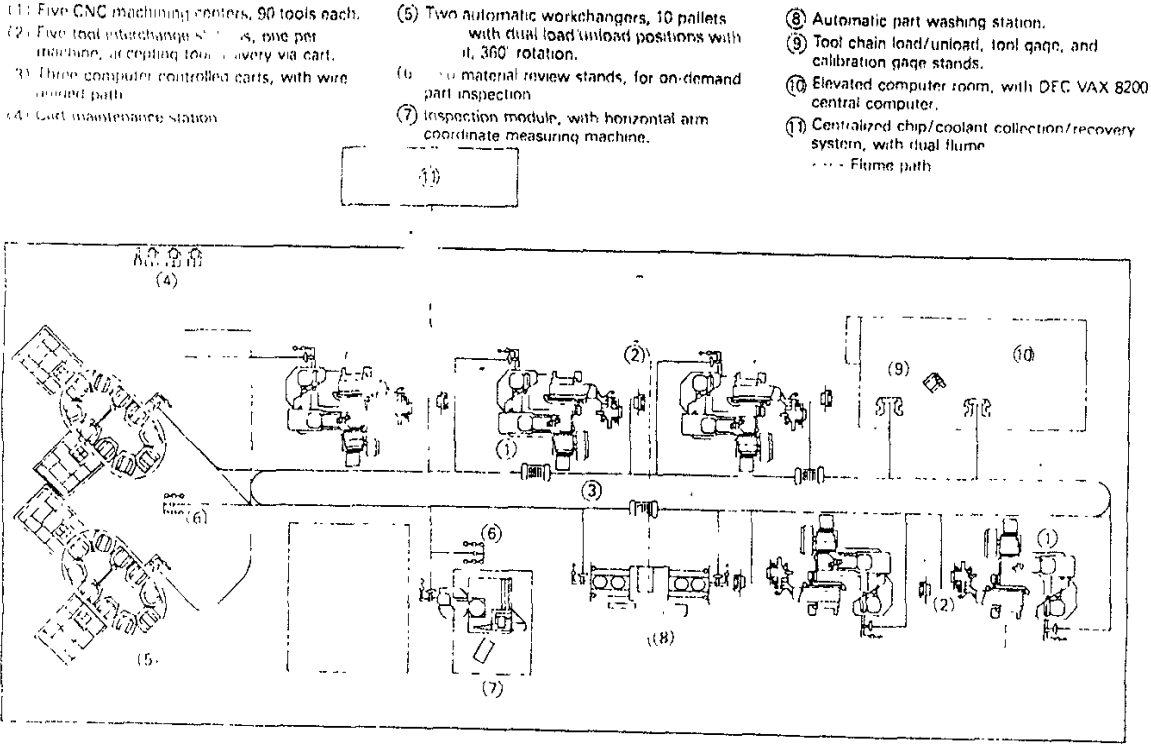 (1) Five CNC machining centers, 90 tools each.
(2) Five tool interchange one per
machine, accepting tool via cart.
Three computer controlled carts, with wire
path
(4) Cart maintenance station
(5) Two automatic workchangers, 10 pallets
with dual load/unload positions with
360° rotation.
material review stands, for on-demand
part inspection
(7) Inspection module, with horizontal arm
coordinate measuring machine.
(8) Automatic part washing station.
(9) Tool chain load/unload, tool gage, and
calibration gage stands.
(10) Elevated computer room, with DEC VAX 8200
central computer.
(11) Centralized chip/coolant collection/recovery
system, with dual flume
Flume path
(11)
(4)
(2)
(9)
(10)
(1)
(3)
(6)
(6)
(1)
(2)
(8)
(5)
(7)